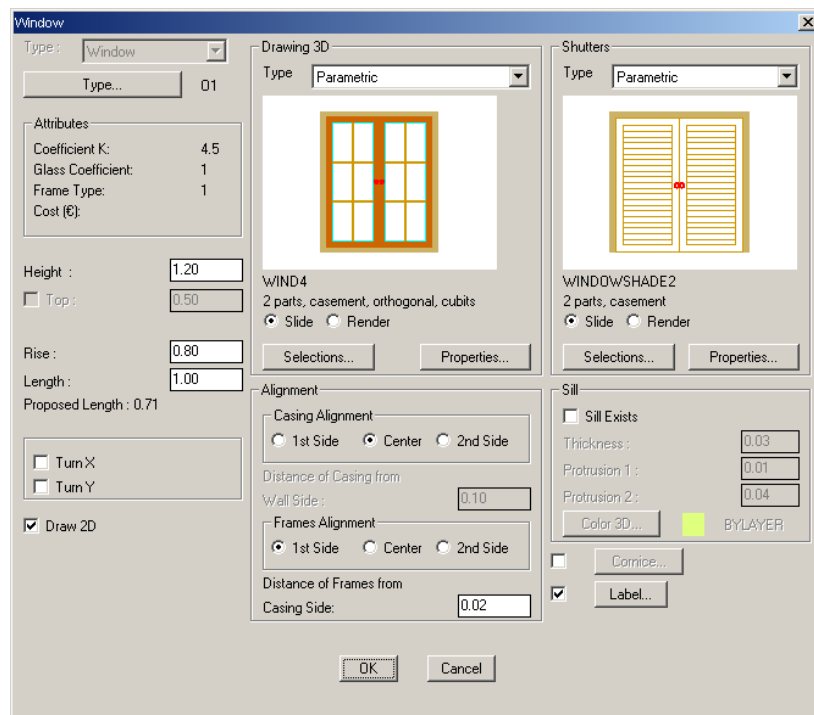 Window
Type :
Window
Type...
O1
Attributes
Coefficient K: 4.5
Glass Coefficient: 1
Frame Type: 1
Cost (€):
Height : 1.20
Top : 0.50
Rise : 0.80
Length : 1.00
Proposed Length : 0.71
Turn X
Turn Y
Draw 2D
Drawing 3D
Type Parametric
WIND4
2 parts, casement, orthogonal, cubits
Slide Render
Selections... Properties...
Alignment
Casing Alignment
1st Side Center 2nd Side
Distance of Casing from
Wall Side : 0.10
Frames Alignment
1st Side Center 2nd Side
Distance of Frames from
Casing Side: 0.02
Shutters
Type Parametric
WINDOWSHADE2
2 parts, casement
Slide Render
Selections... Properties...
Sill
Sill Exists
Thickness : 0.03
Protrusion 1 : 0.01
Protrusion 2 : 0.04
Color 3D... BYLAYER
Cornice...
Label...
OK Cancel